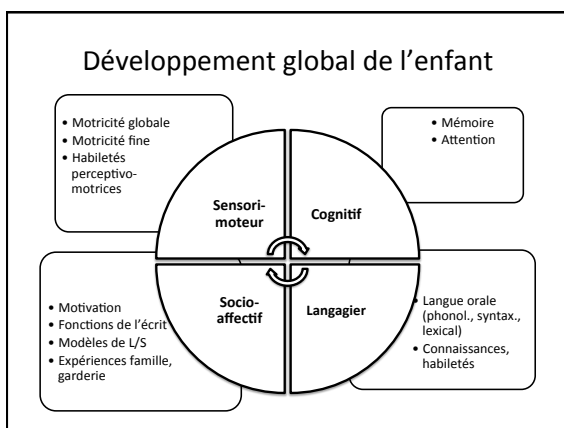 Développement global de l’enfant
• Motricité globale
• Motricité fine
• Habiletés
perceptivo-
motrices
• Mémoire
• Attention
Sensori-
moteur
Cognitif
Socio-
affectif
Langagier
• Motivation
• Fonctions de l’écrit
• Modèles de L/S
• Expériences famille,
garderie
• Langue orale
(phonol., syntax.,
lexical)
• Connaissances,
habiletés